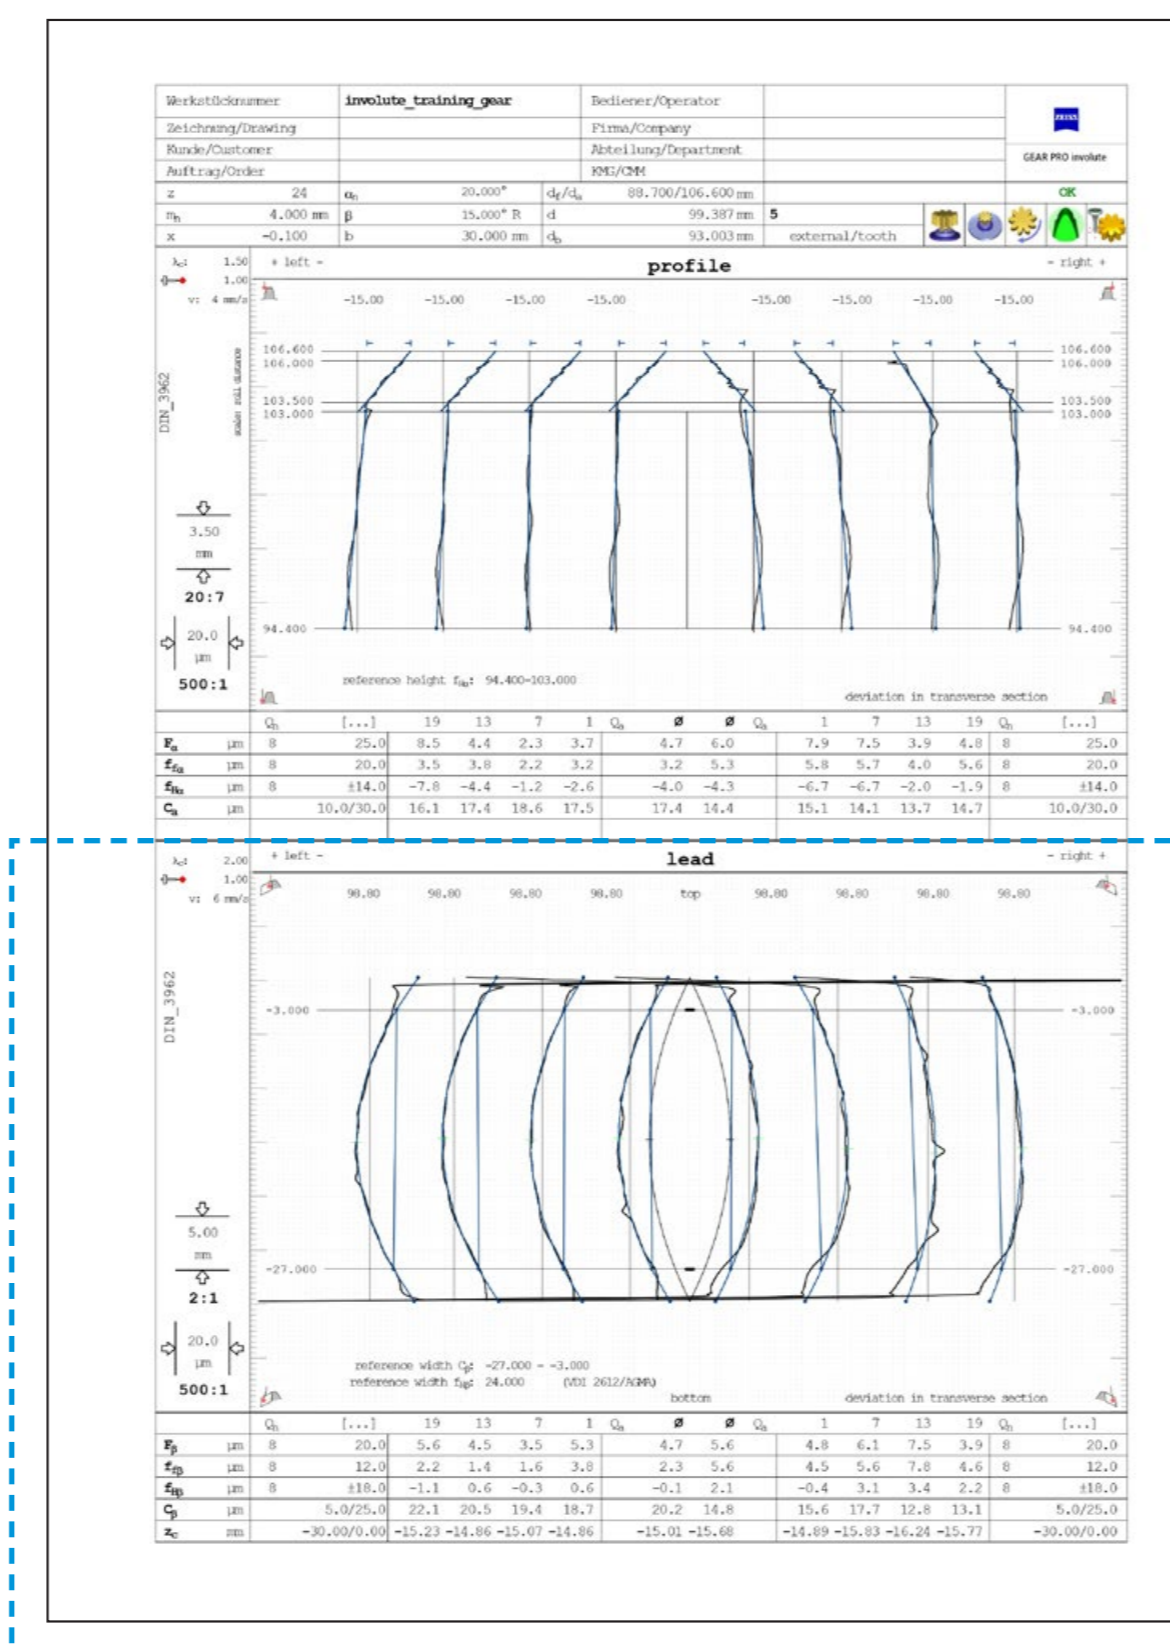 Werkstücknummer involute_training_gear Bediener/Operator
Zeichnung/Drawing Firma/Company
Kunde/Customer Abteilung/Department
Auftrag/Order KMG/CMM
ZEISS
GEAR PRO involute
z 24 αn 20.000° df/da 88.700/106.600 mm OK
mn 4.000 mm β 15.000° R d 99.387 mm 5
x -0.100 b 30.000 mm db 93.003 mm external/tooth
λc: 1.50 + left - profile - right +
1.00
v: 4 mm/s -15.00 -15.00 -15.00 -15.00 -15.00 -15.00 -15.00 -15.00
DIN_3962
scale: roll distance
106.600 106.600
106.000 106.000
103.500 103.500
103.000 103.000
3.50
mm
20:7
94.400 94.400
20.0
µm
500:1
reference height fHα: 94.400-103.000
deviation in transverse section
Qn [...] 19 13 7 1 Qa ø ø Qa 1 7 13 19 Qn [...]
Fα µm 8 25.0 8.5 4.4 2.3 3.7 4.7 6.0 7.9 7.5 3.9 4.8 8 25.0
ffα µm 8 20.0 3.5 3.8 2.2 3.2 3.2 5.3 5.8 5.7 4.0 5.6 8 20.0
fHα µm 8 ±14.0 -7.8 -4.4 -1.2 -2.6 -4.0 -4.3 -6.7 -6.7 -2.0 -1.9 8 ±14.0
Cα µm 10.0/30.0 16.1 17.4 18.6 17.5 17.4 14.4 15.1 14.1 13.7 14.7 10.0/30.0
λc: 2.00 + left - lead - right +
1.00
v: 6 mm/s 98.80 98.80 98.80 98.80 top 98.80 98.80 98.80 98.80
DIN_3962
-3.000 -3.000
5.00
mm
2:1
-27.000 -27.000
20.0
µm
500:1
reference width Cβ: -27.000 - -3.000
reference width fHβ: 24.000 (VDI 2612/AGMA)
bottom deviation in transverse section
Qn [...] 19 13 7 1 Qa ø ø Qa 1 7 13 19 Qn [...]
Fβ µm 8 20.0 5.6 4.5 3.5 5.3 4.7 5.6 4.8 6.1 7.5 3.9 8 20.0
ffβ µm 8 12.0 2.2 1.4 1.6 3.8 2.3 5.6 4.5 5.6 7.8 4.6 8 12.0
fHβ µm 8 ±18.0 -1.1 0.6 -0.3 0.6 -0.1 2.1 -0.4 3.1 3.4 2.2 8 ±18.0
Cβ µm 5.0/25.0 22.1 20.5 19.4 18.7 20.2 14.8 15.6 17.7 12.8 13.1 5.0/25.0
zc mm -30.00/0.00 -15.23 -14.86 -15.07 -14.86 -15.01 -15.68 -14.89 -15.83 -16.24 -15.77 -30.00/0.00